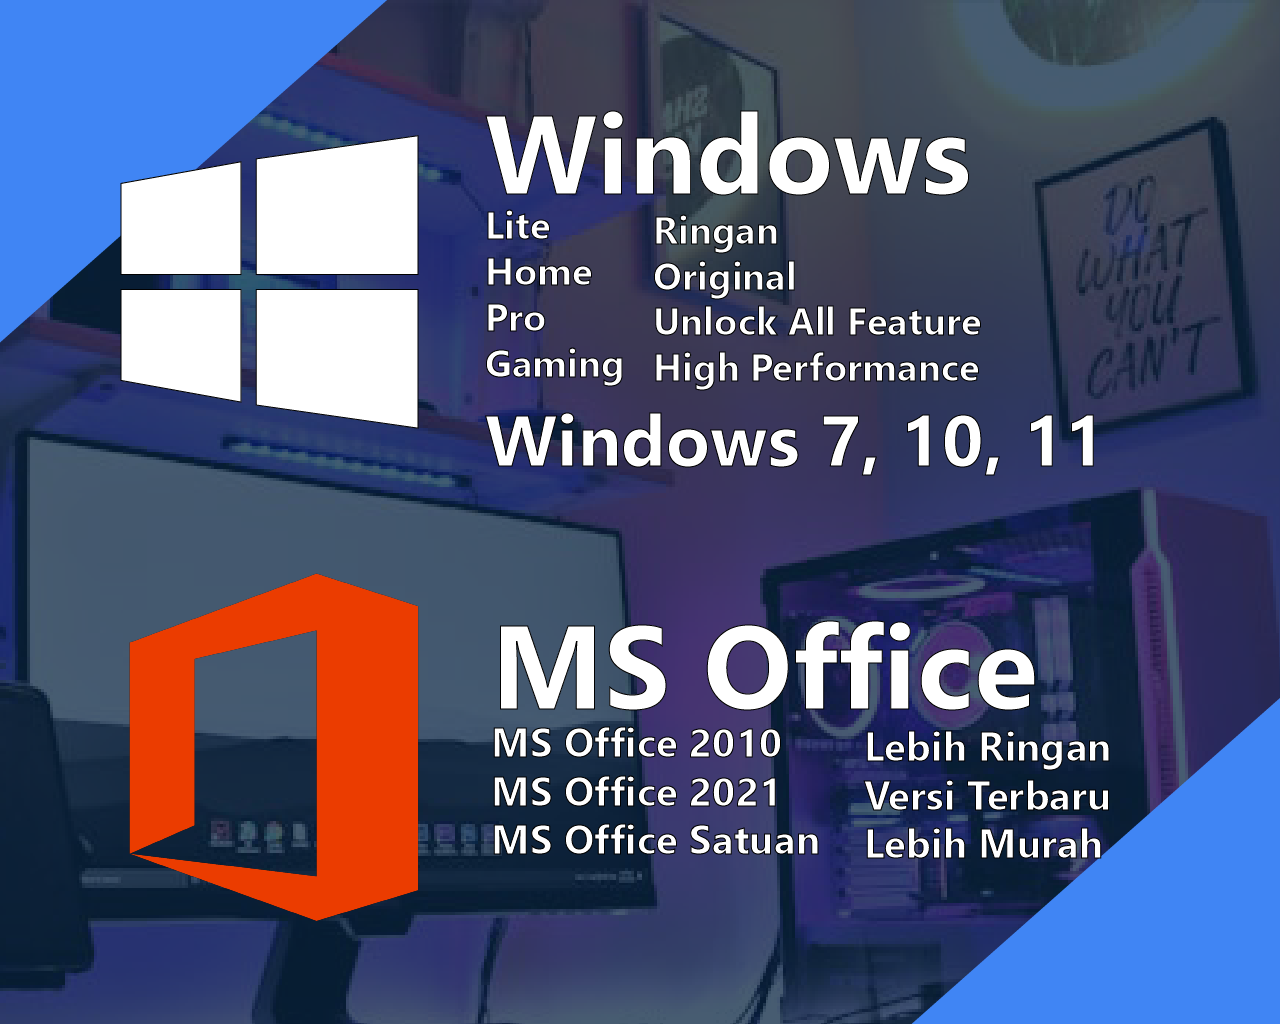 Windows
Lite Ringan
Home Original
Pro Unlock All Feature
Gaming High Performance
Windows 7, 10, 11
MS Office
MS Office 2010 Lebih Ringan
MS Office 2021 Versi Terbaru
MS Office Satuan Lebih Murah
DO
WHAT
YOU
CAN'T